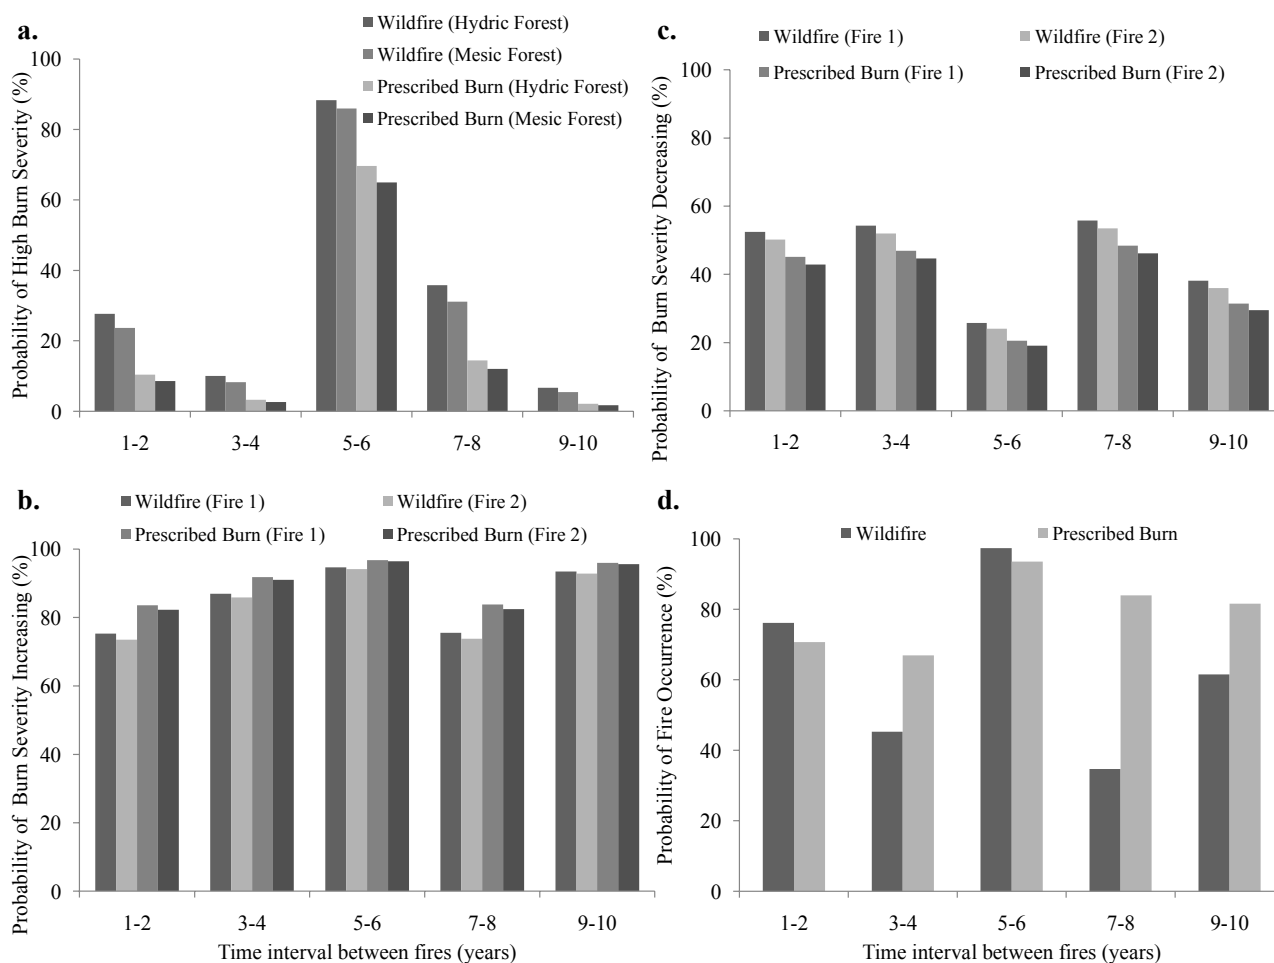 a.
Wildfire (Hydric Forest)
Wildfire (Mesic Forest)
Prescribed Burn (Hydric Forest)
Prescribed Burn (Mesic Forest)
Probability of High Burn Severity (%)
100
80
60
40
20
0
1-2 3-4 5-6 7-8 9-10
b.
Wildfire (Fire 1) Wildfire (Fire 2)
Prescribed Burn (Fire 1) Prescribed Burn (Fire 2)
Probability of Burn Severity Increasing (%)
100
80
60
40
20
0
1-2 3-4 5-6 7-8 9-10
Time interval between fires (years)
c.
Wildfire (Fire 1) Wildfire (Fire 2)
Prescribed Burn (Fire 1) Prescribed Burn (Fire 2)
Probability of Burn Severity Decreasing (%)
100
80
60
40
20
0
1-2 3-4 5-6 7-8 9-10
d.
Wildifire Prescribed Burn
Probability of Fire Occurrence (%)
100
80
60
40
20
0
1-2 3-4 5-6 7-8 9-10
Time interval between fires (years)